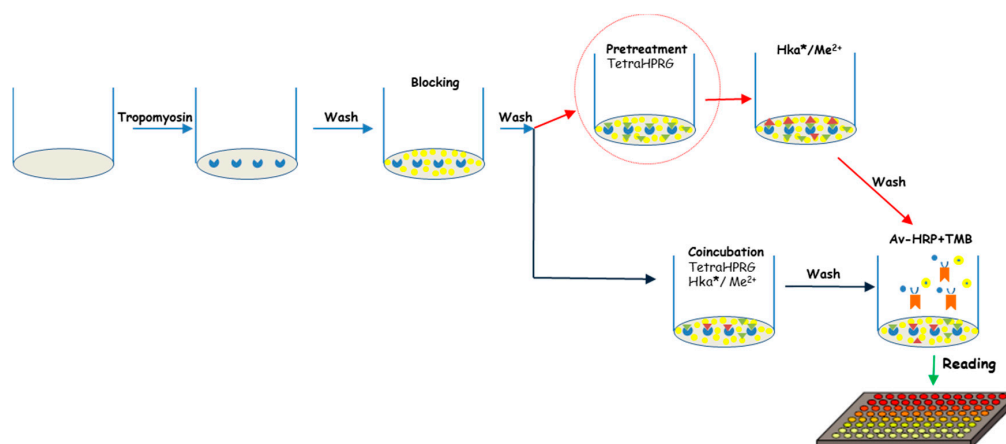 Tropomyosin
Wash
Blocking
Wash
Pretreatment
TetraHPRG
Hka*/Me²⁺
Wash
Coincubation
TetraHPRG
Hka*/ Me²⁺
Wash
Av-HRP+TMB
Reading